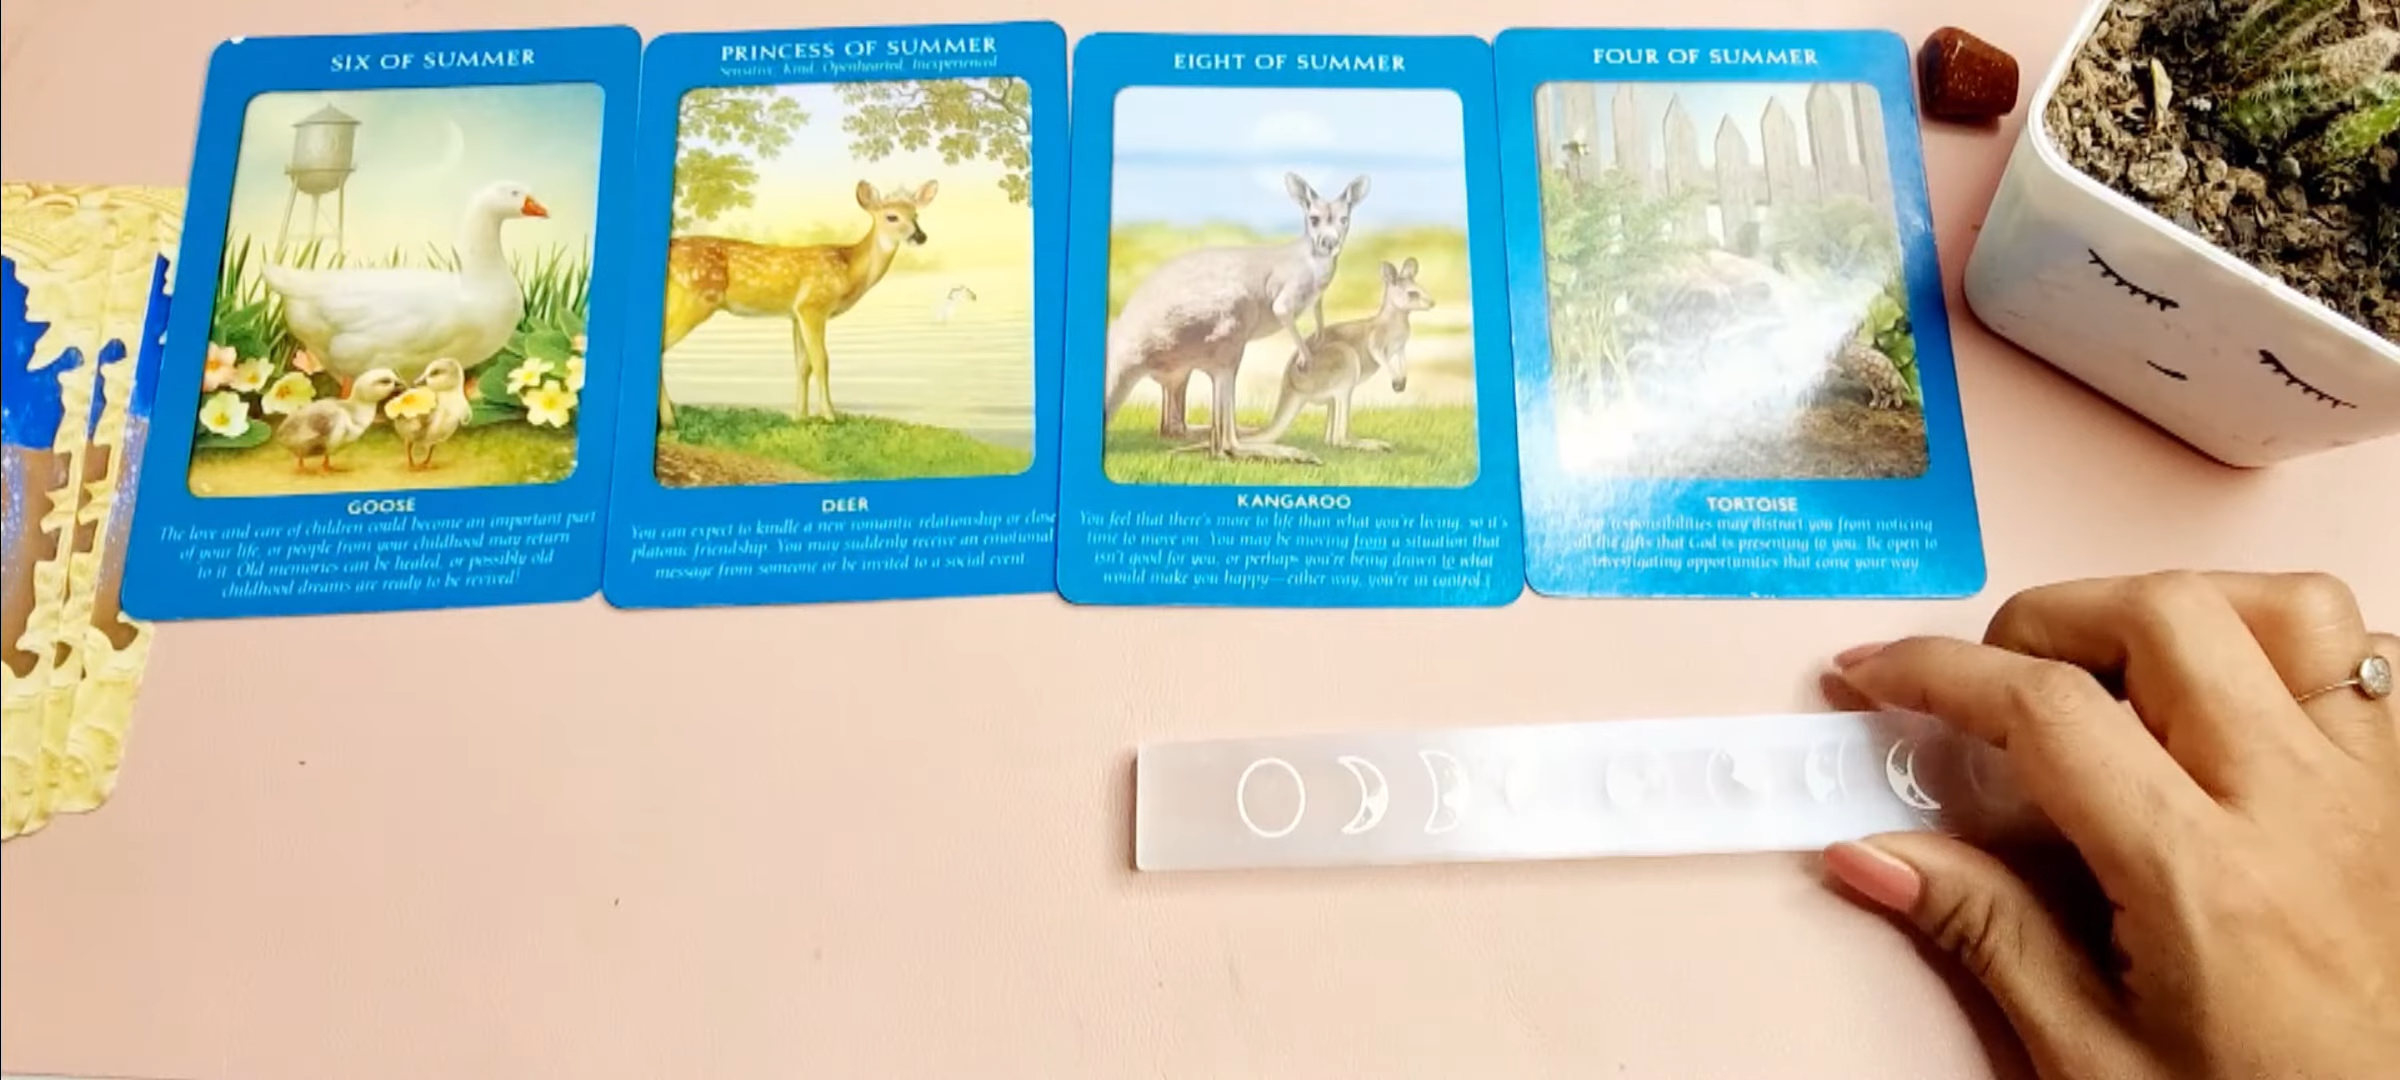 SIX OF SUMMER
GOOSE
The love and care of children could become an important part
of your life, or people from your childhood may return
to it. Old memories can be healed, or possibly old
childhood dreams are ready to be revived!
PRINCESS OF SUMMER
Sensitive, Kind, Openhearted, Inexperienced
DEER
You can expect to kindle a new romantic relationship or close
platonic friendship. You may suddenly receive an emotional
message from someone or be invited to a social event.
EIGHT OF SUMMER
KANGAROO
You feel that there's more to life than what you're living, so it's
time to move on. You may be moving from a situation that
isn't good for you, or perhaps you're being drawn to what
would make you happy—either way, you're in control!
FOUR OF SUMMER
TORTOISE
responsibilities may distract you from noticing
all the gifts that God is presenting to you. Be open to
investigating opportunities that come your way.